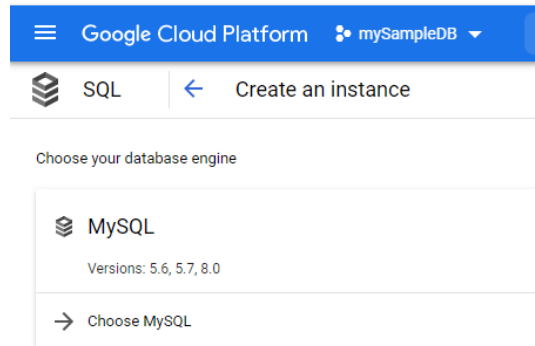 Google Cloud Platform mySampleDB
SQL Create an instance
Choose your database engine
MySQL
Versions: 5.6, 5.7, 8.0
Choose MySQL